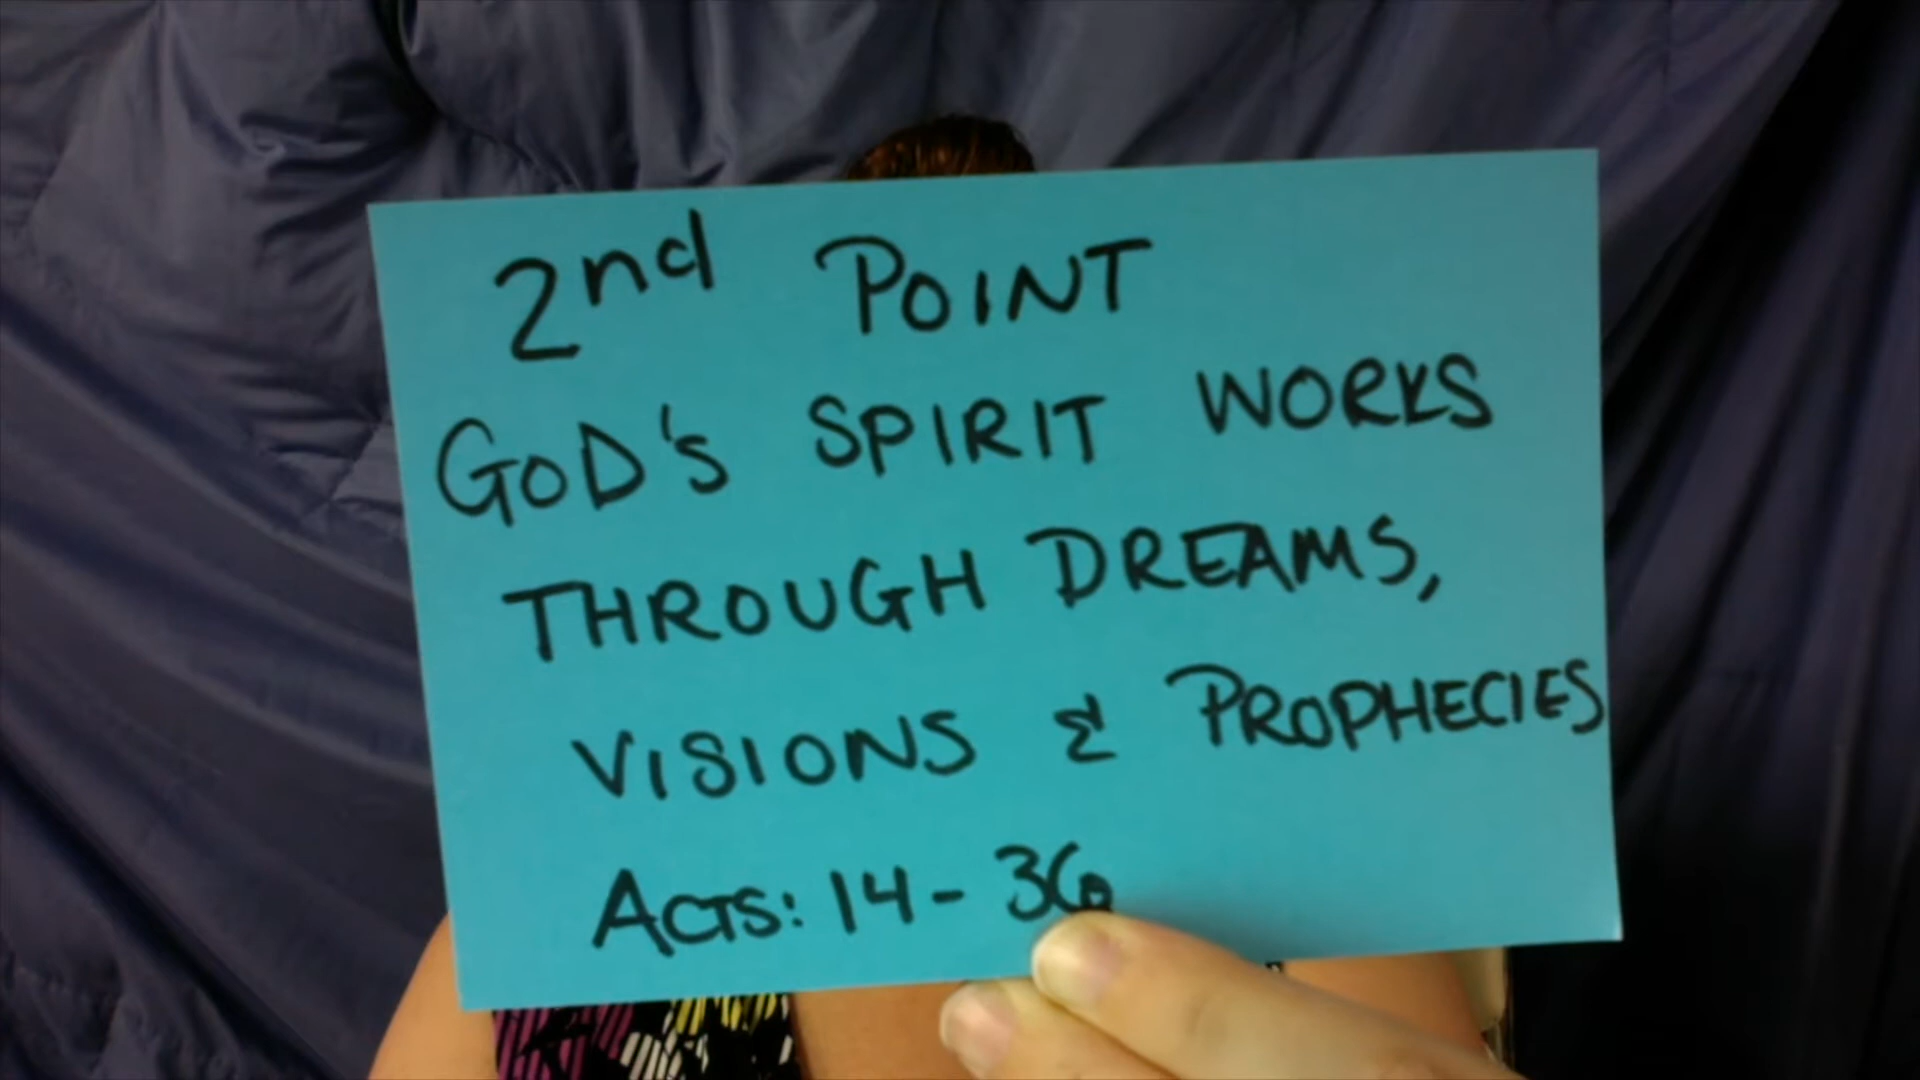 2nd POINT
GOD'S SPIRIT WORKS
THROUGH DREAMS,
VISIONS & PROPHECIES
ACTS: 14-36